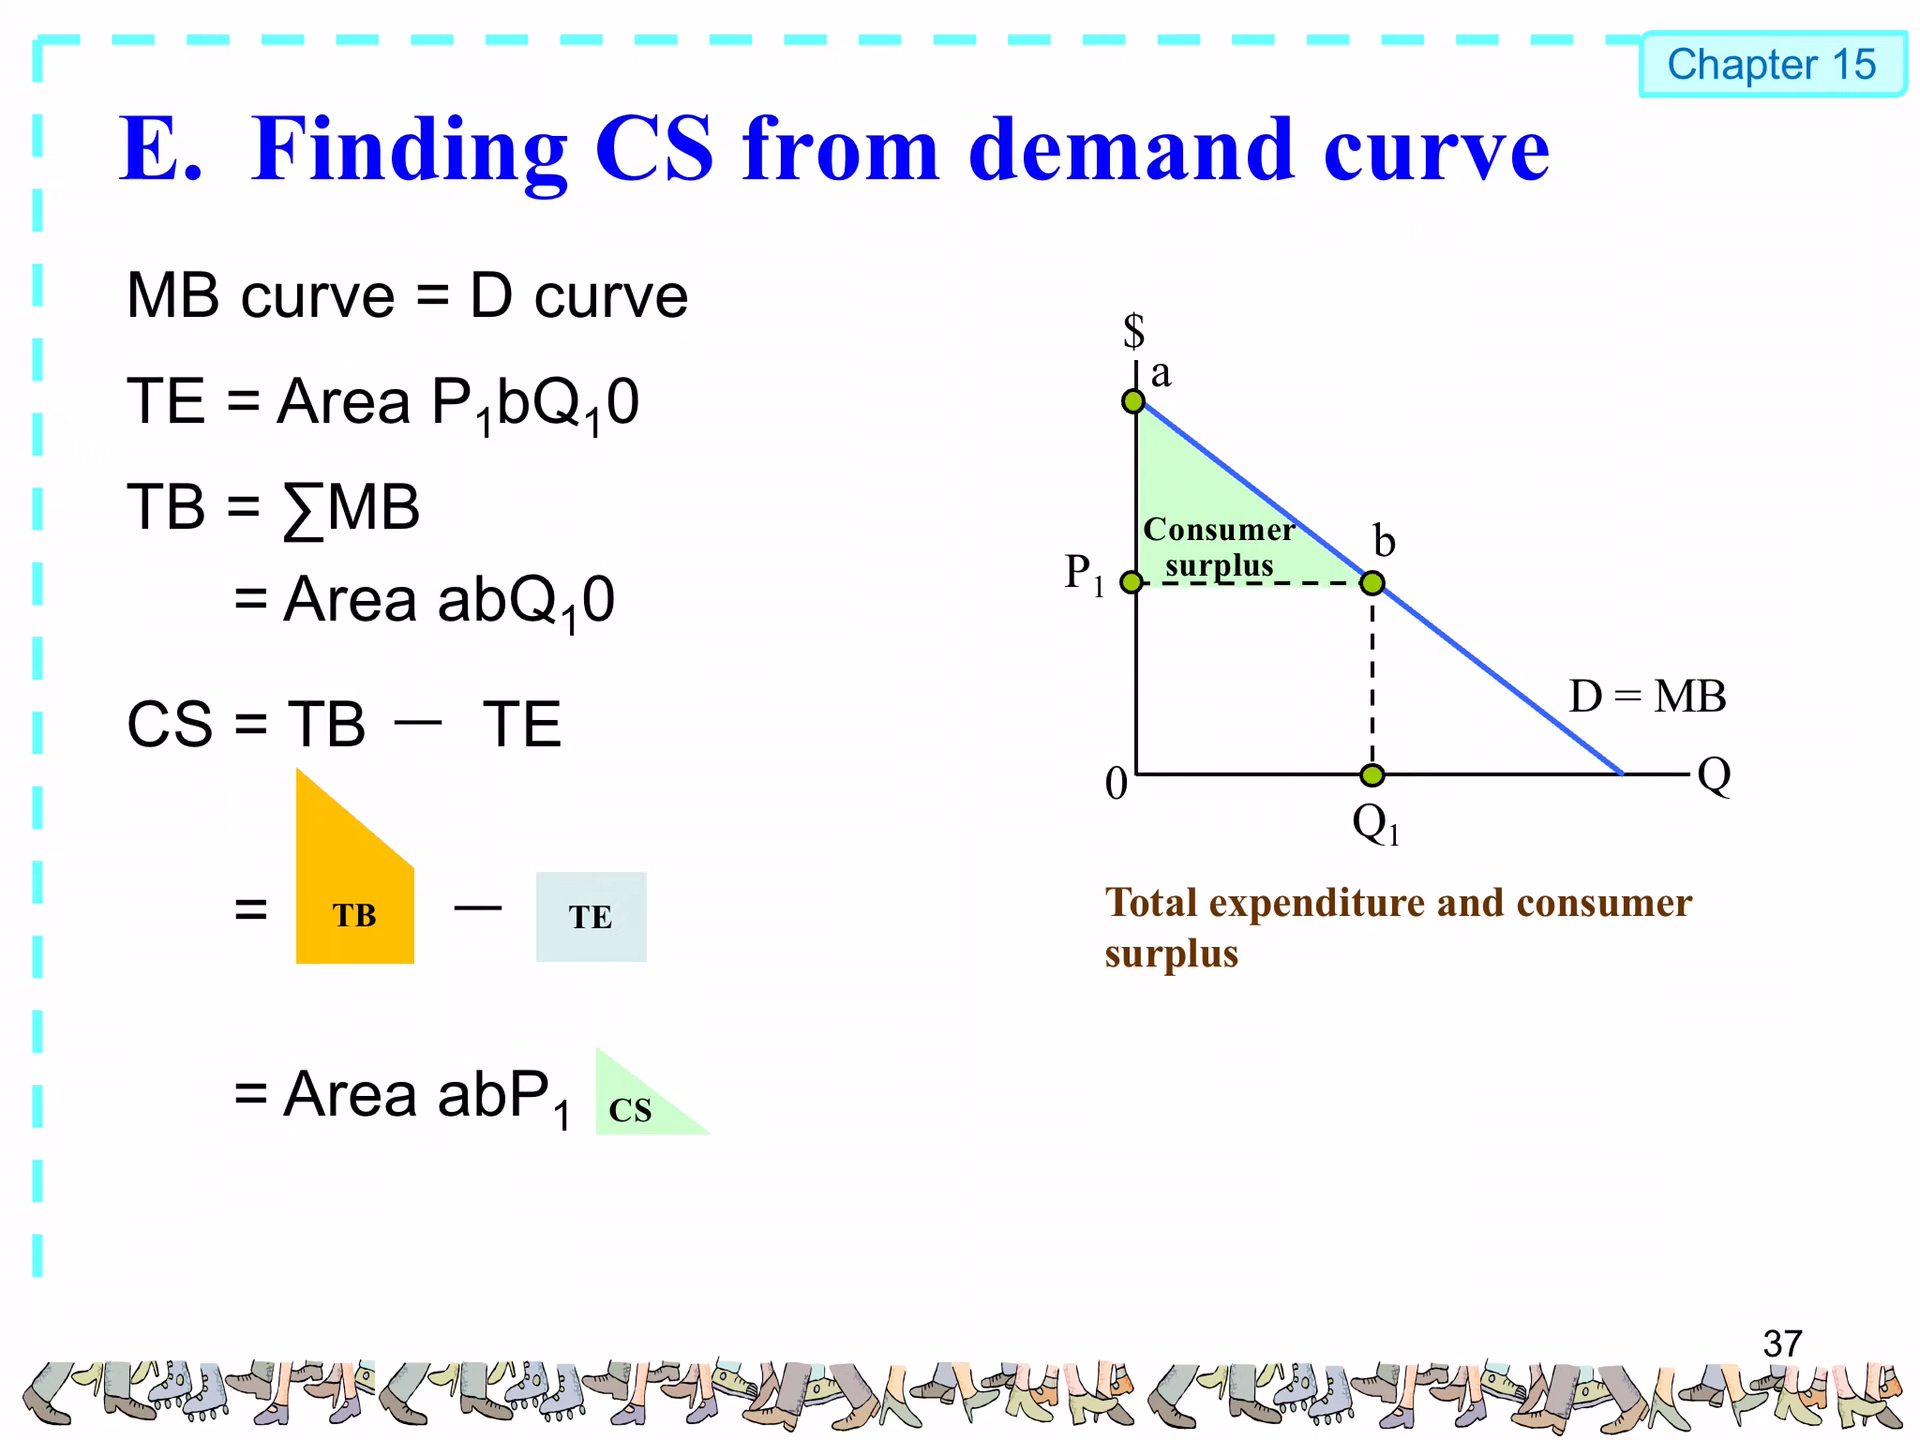 Chapter 15
E. Finding CS from demand curve
MB curve = D curve
TE = Area P₁bQ₁0
TB = ∑MB
= Area abQ₁0
CS = TB － TE
= TB － TE
= Area abP₁ CS
$
a
Consumer
surplus
b
P₁
D = MB
0
Q
Q₁
Total expenditure and consumer
surplus
37